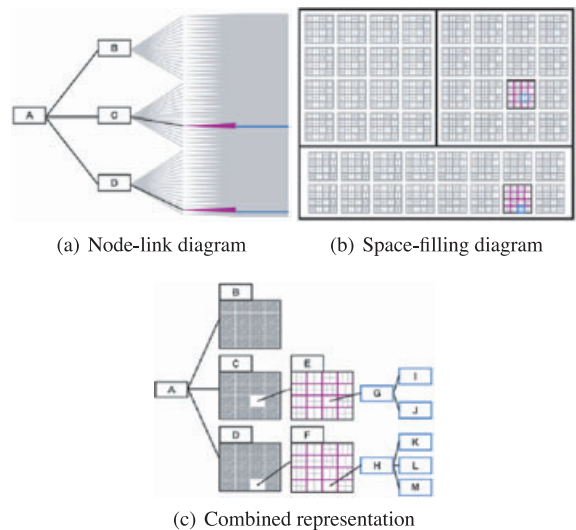 B
A
C
D
(a) Node-link diagram
(b) Space-filling diagram
B
C
E
I
A
G
J
D
F
K
H
L
M
(c) Combined representation